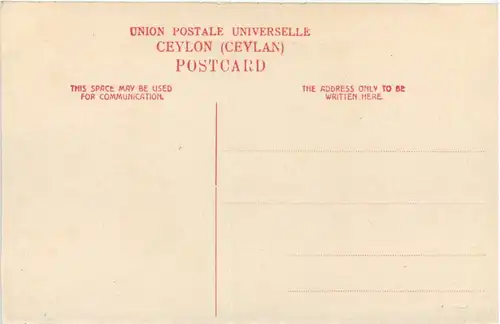 UNION POSTALE UNIVERSELLE
CEYLON (CEYLAN)
POSTCARD
THIS SPACE MAY BE USED
FOR COMMUNICATION.
THE ADDRESS ONLY TO BE
WRITTEN HERE.